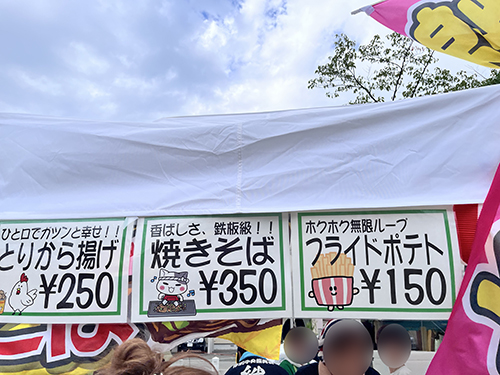 ひと口でガツンと幸せ!!
とりから揚げ
¥250
香ばしさ、鉄板級!!
焼きそば
¥350
ホクホク無限ループ
フライドポテト
¥150